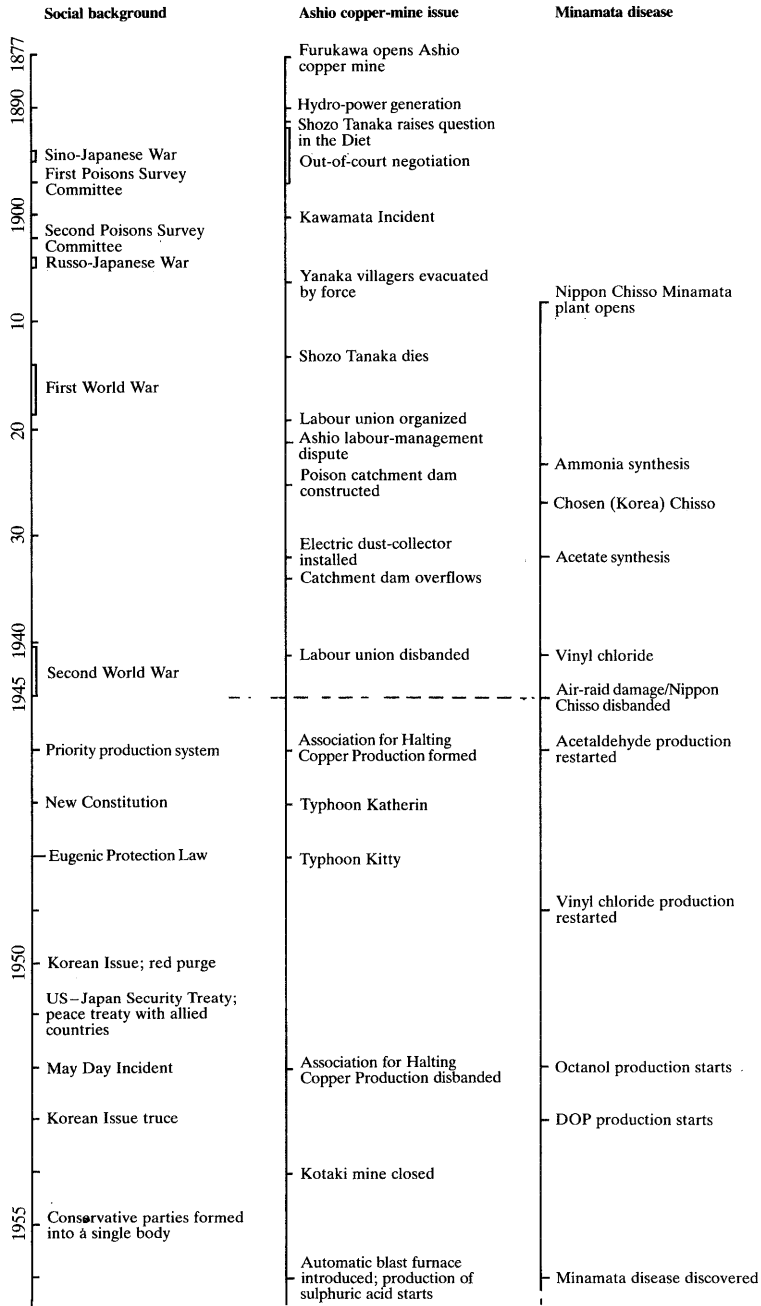 Social background
1877
1890
Sino-Japanese War
First Poisons Survey
Committee
1900
Second Poisons Survey
Committee
Russo-Japanese War
10
First World War
20
30
1940
Second World War
1945
Priority production system
New Constitution
Eugenic Protection Law
1950
Korean Issue; red purge
US–Japan Security Treaty;
peace treaty with allied
countries
May Day Incident
Korean Issue truce
1955
Conservative parties formed
into a single body
Ashio copper-mine issue
Furukawa opens Ashio
copper mine
Hydro-power generation
Shozo Tanaka raises question
in the Diet
Out-of-court negotiation
Kawamata Incident
Yanaka villagers evacuated
by force
Shozo Tanaka dies
Labour union organized
Ashio labour-management
dispute
Poison catchment dam
constructed
Electric dust-collector
installed
Catchment dam overflows
Labour union disbanded
Association for Halting
Copper Production formed
Typhoon Katherin
Typhoon Kitty
Association for Halting
Copper Production disbanded
Kotaki mine closed
Automatic blast furnace
introduced; production of
sulphuric acid starts
Minamata disease
Nippon Chisso Minamata
plant opens
Ammonia synthesis
Chosen (Korea) Chisso
Acetate synthesis
Vinyl chloride
Air-raid damage/Nippon
Chisso disbanded
Acetaldehyde production
restarted
Vinyl chloride production
restarted
Octanol production starts
DOP production starts
Minamata disease discovered